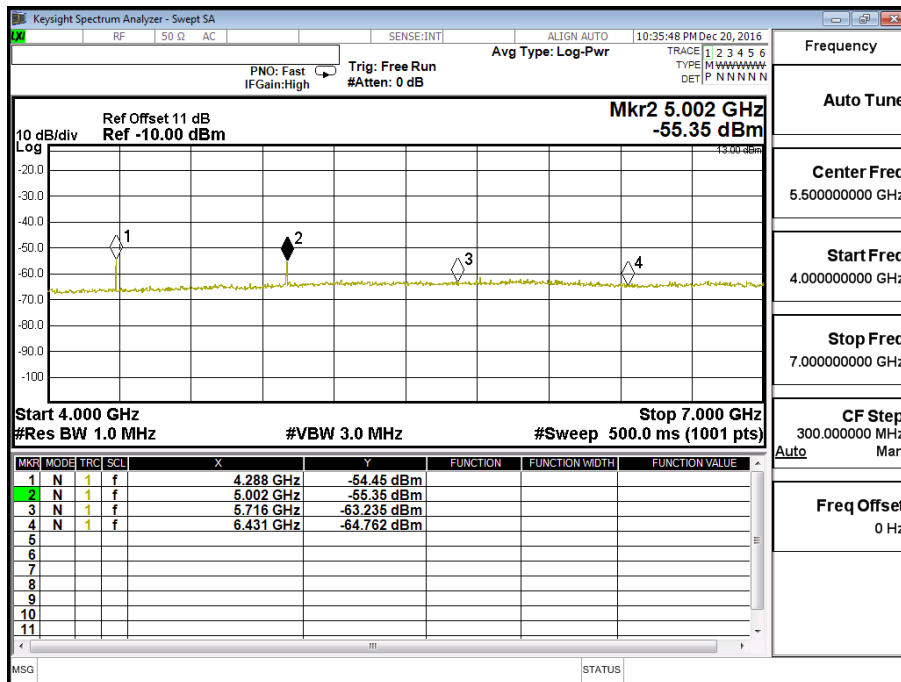 Keysight Spectrum Analyzer - Swept SA
LXI RF 50 Ω AC SENSE:INT ALIGN AUTO 10:35:48 PM Dec 20, 2016
Avg Type: Log-Pwr TRACE 1 2 3 4 5 6
TYPE M WWWWW
DET P N N N N N
PNO: Fast Trig: Free Run
IFGain:High #Atten: 0 dB
Mkr2 5.002 GHz
-55.35 dBm
Ref Offset 11 dB
10 dB/div Ref -10.00 dBm
Log
-13.00 dBm
-20.0
-30.0
-40.0
-50.0
-60.0
-70.0
-80.0
-90.0
-100
1
2
3
4
Start 4.000 GHz Stop 7.000 GHz
#Res BW 1.0 MHz #VBW 3.0 MHz #Sweep 500.0 ms (1001 pts)
MKR MODE TRC SCL X Y FUNCTION FUNCTION WIDTH FUNCTION VALUE
1 N 1 f 4.288 GHz -54.45 dBm
2 N 1 f 5.002 GHz -55.35 dBm
3 N 1 f 5.716 GHz -63.235 dBm
4 N 1 f 6.431 GHz -64.762 dBm
5
6
7
8
9
10
11
MSG STATUS
Frequency
Auto Tune
Center Freq
5.500000000 GHz
Start Freq
4.000000000 GHz
Stop Freq
7.000000000 GHz
CF Step
300.000000 MHz
Auto Man
Freq Offset
0 Hz